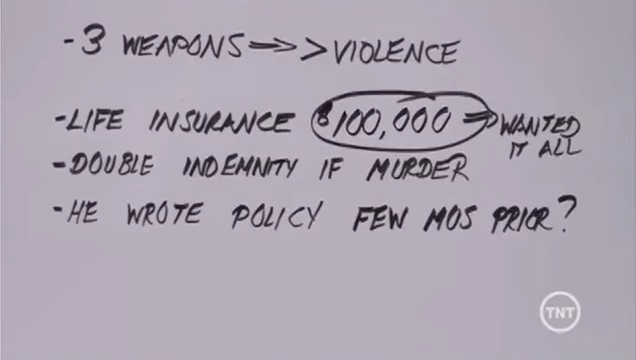 - 3 WEAPONS => > VIOLENCE
- LIFE INSURANCE $100,000 => WANTED IT ALL
- DOUBLE INDEMNITY IF MURDER
- HE WROTE POLICY FEW MOS PRIOR?
TNT